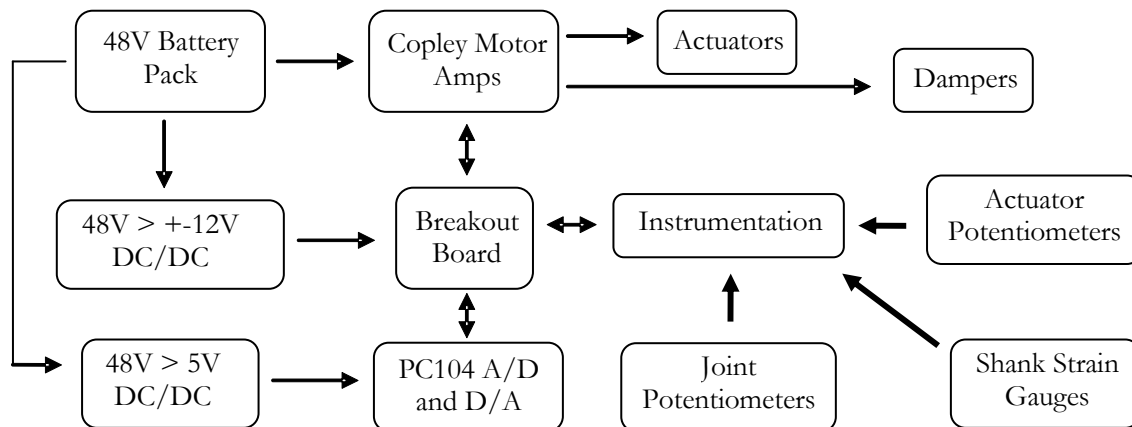 48V Battery
Pack
Copley Motor
Amps
Actuators
Dampers
48V > +-12V
DC/DC
Breakout
Board
Instrumentation
Actuator
Potentiometers
48V > 5V
DC/DC
PC104 A/D
and D/A
Joint
Potentiometers
Shank Strain
Gauges